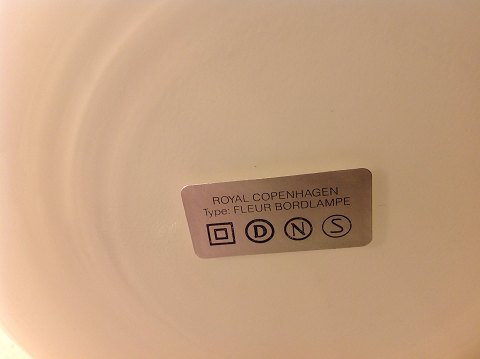 ROYAL COPENHAGEN
Type: FLEUR BORDLAMPE
D N S